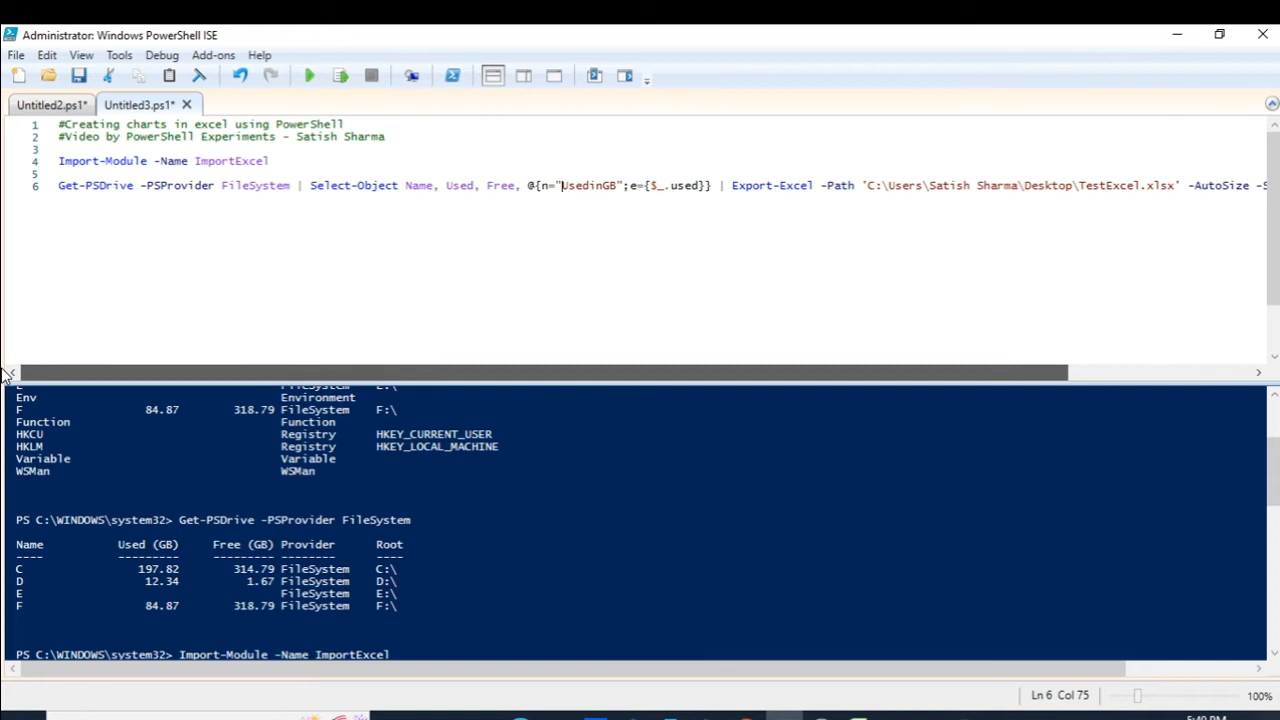 Administrator: Windows PowerShell ISE
File Edit View Tools Debug Add-ons Help
Untitled2.ps1* Untitled3.ps1*
1 #Creating charts in excel using PowerShell
2 #Video by PowerShell Experiments - Satish Sharma
3
4 Import-Module -Name ImportExcel
5
6 Get-PSDrive -PSProvider FileSystem | Select-Object Name, Used, Free, @{n="UsedinGB";e={$_.used}} | Export-Excel -Path 'C:\Users\Satish Sharma\Desktop\TestExcel.xlsx' -AutoSize
E FileSystem E:\
Env Environment
F 84.87 318.79 FileSystem F:\
Function Function
HKCU Registry HKEY_CURRENT_USER
HKLM Registry HKEY_LOCAL_MACHINE
Variable Variable
WSMan WSMan
PS C:\WINDOWS\system32> Get-PSDrive -PSProvider FileSystem
Name Used (GB) Free (GB) Provider Root
---- --------- --------- -------- ----
C 197.82 314.79 FileSystem C:\
D 12.34 1.67 FileSystem D:\
E FileSystem E:\
F 84.87 318.79 FileSystem F:\
PS C:\WINDOWS\system32> Import-Module -Name ImportExcel
Ln 6 Col 75 100%